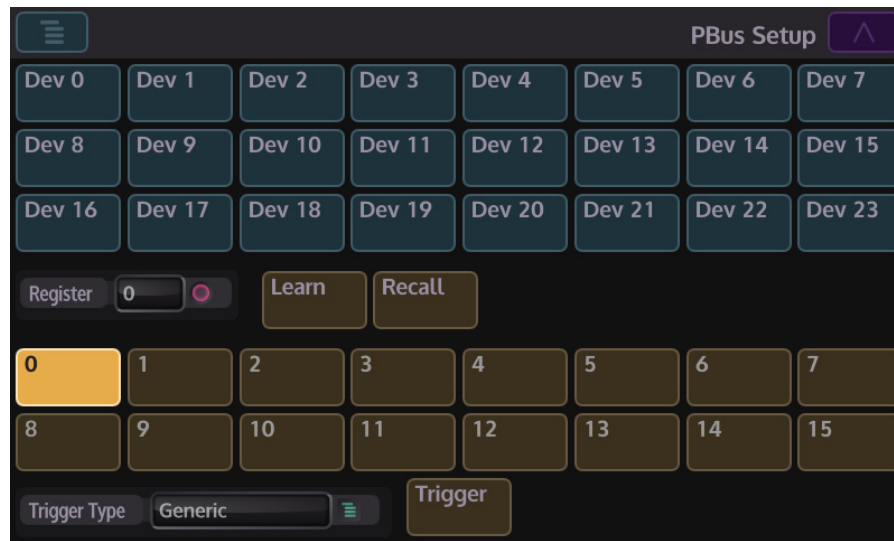 PBus Setup
Dev 0 Dev 1 Dev 2 Dev 3 Dev 4 Dev 5 Dev 6 Dev 7
Dev 8 Dev 9 Dev 10 Dev 11 Dev 12 Dev 13 Dev 14 Dev 15
Dev 16 Dev 17 Dev 18 Dev 19 Dev 20 Dev 21 Dev 22 Dev 23
Register 0 Learn Recall
0 1 2 3 4 5 6 7
8 9 10 11 12 13 14 15
Trigger Type Generic Trigger